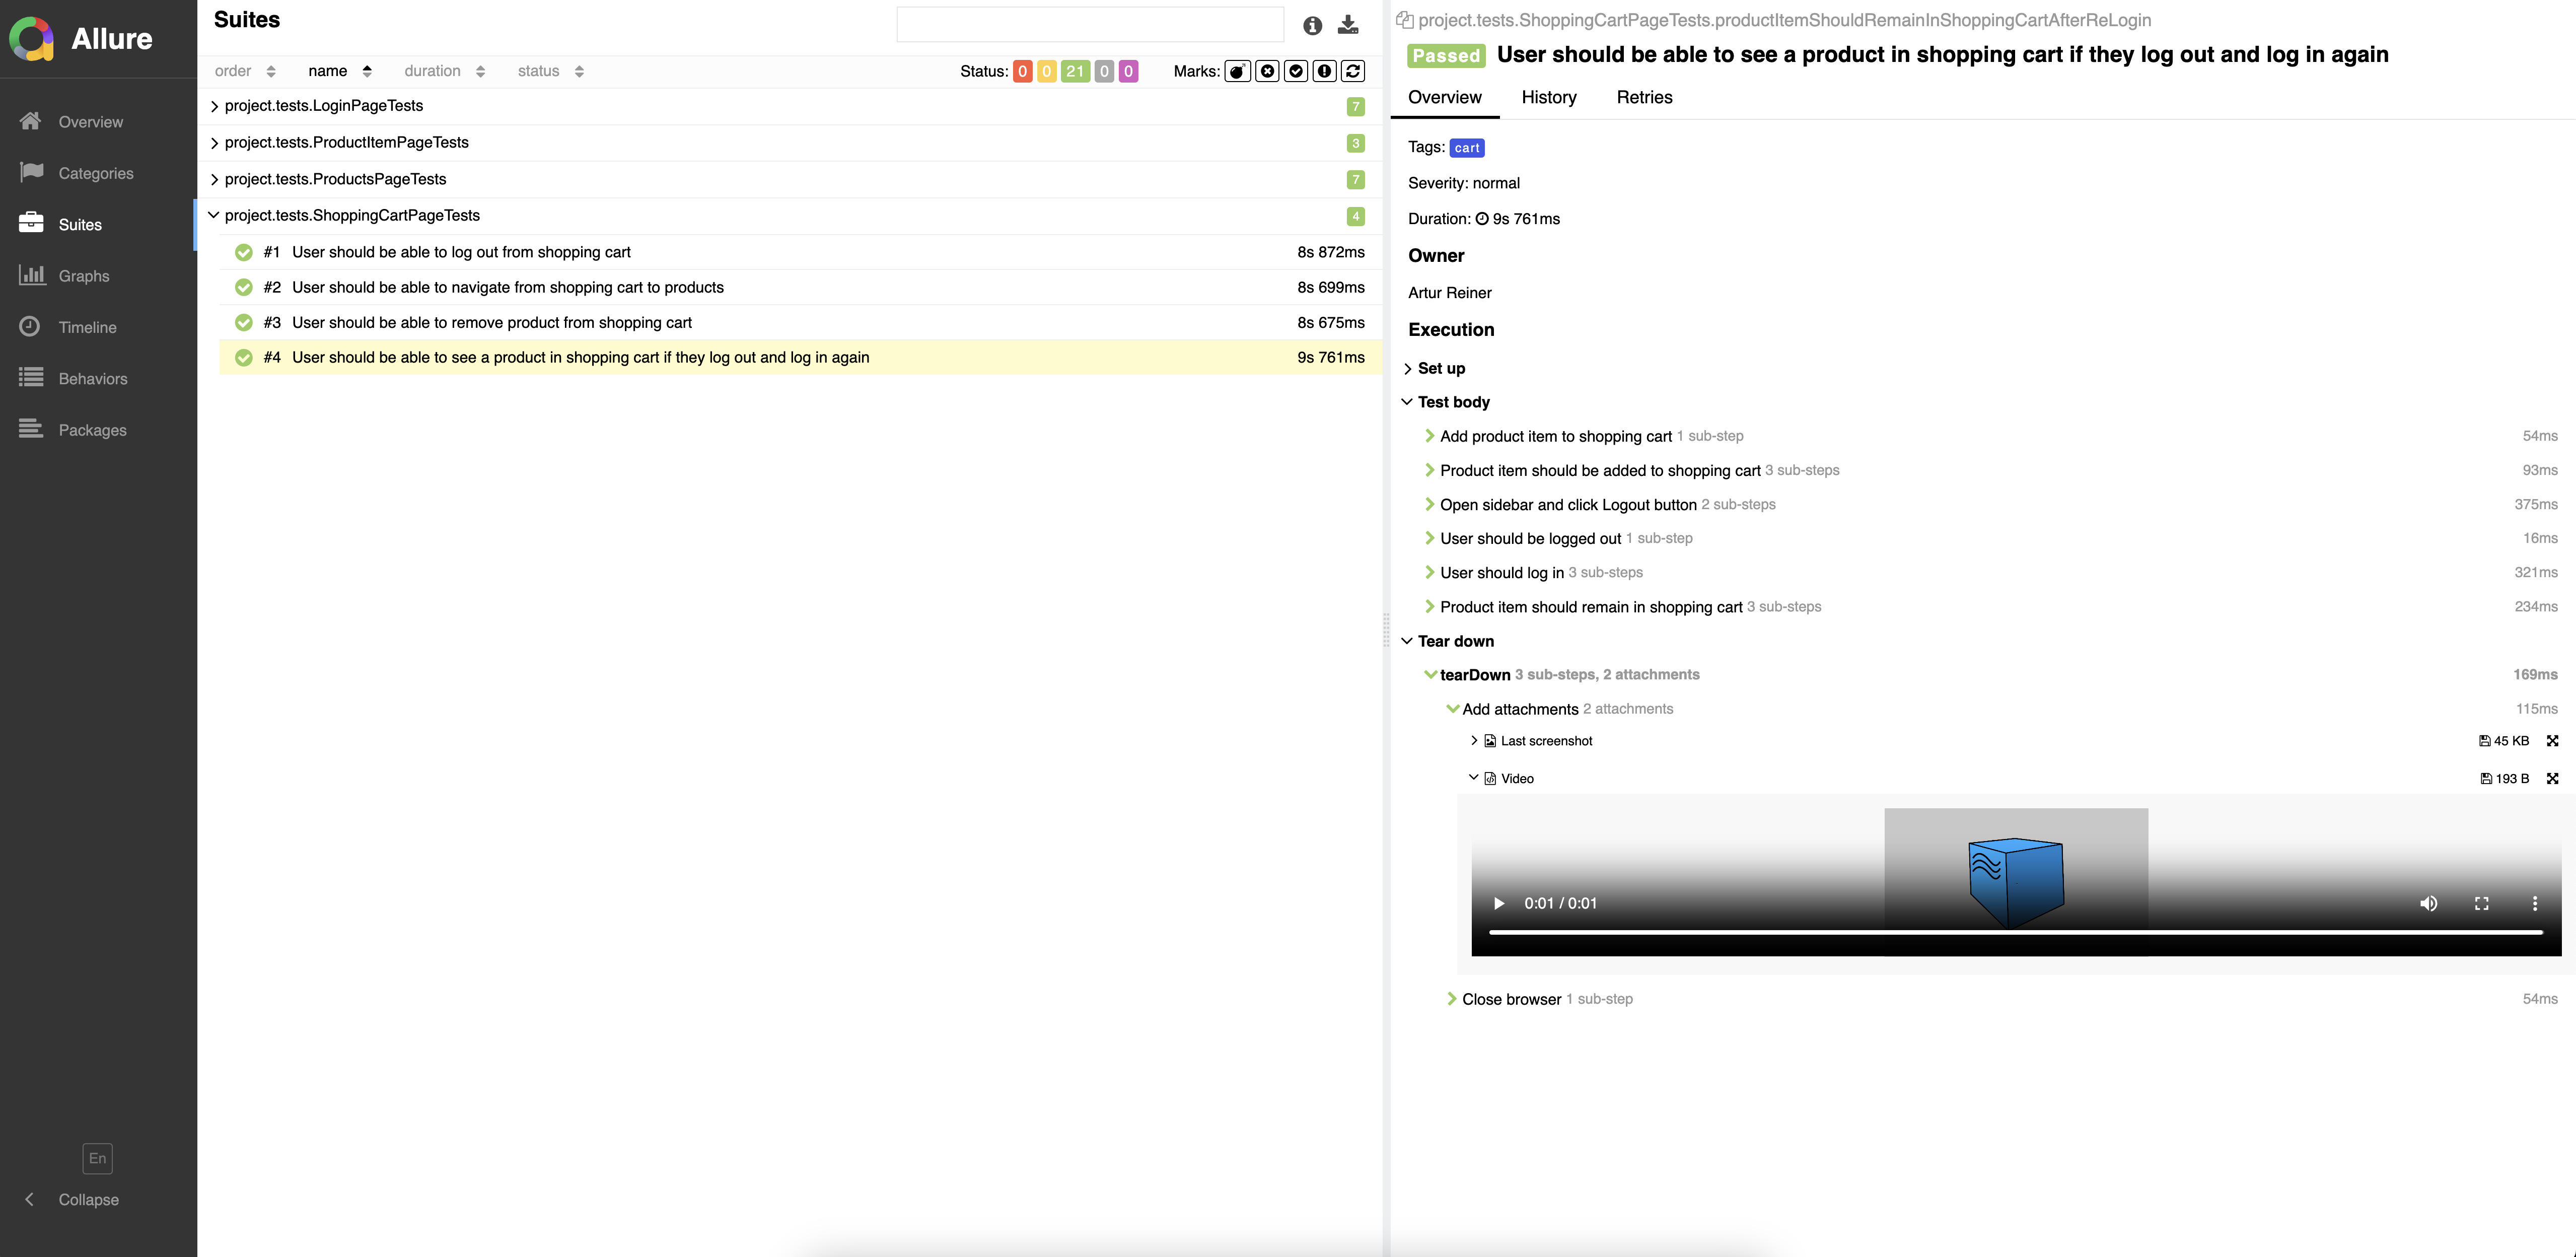 Allure
Overview
Categories
Suites
Graphs
Timeline
Behaviors
Packages
En
Collapse
Suites
order name duration status Status: 0 0 21 0 0 Marks:
project.tests.LoginPageTests 7
project.tests.ProductItemPageTests 3
project.tests.ProductsPageTests 7
project.tests.ShoppingCartPageTests 4
#1 User should be able to log out from shopping cart 8s 872ms
#2 User should be able to navigate from shopping cart to products 8s 699ms
#3 User should be able to remove product from shopping cart 8s 675ms
#4 User should be able to see a product in shopping cart if they log out and log in again 9s 761ms
project.tests.ShoppingCartPageTests.productItemShouldRemainInShoppingCartAfterReLogin
Passed User should be able to see a product in shopping cart if they log out and log in again
Overview History Retries
Tags: cart
Severity: normal
Duration: 9s 761ms
Owner
Artur Reiner
Execution
Set up
Test body
Add product item to shopping cart 1 sub-step 54ms
Product item should be added to shopping cart 3 sub-steps 93ms
Open sidebar and click Logout button 2 sub-steps 375ms
User should be logged out 1 sub-step 16ms
User should log in 3 sub-steps 321ms
Product item should remain in shopping cart 3 sub-steps 234ms
Tear down
tearDown 3 sub-steps, 2 attachments 169ms
Add attachments 2 attachments 115ms
Last screenshot 45 KB
Video 193 B
0:01 / 0:01
Close browser 1 sub-step 54ms